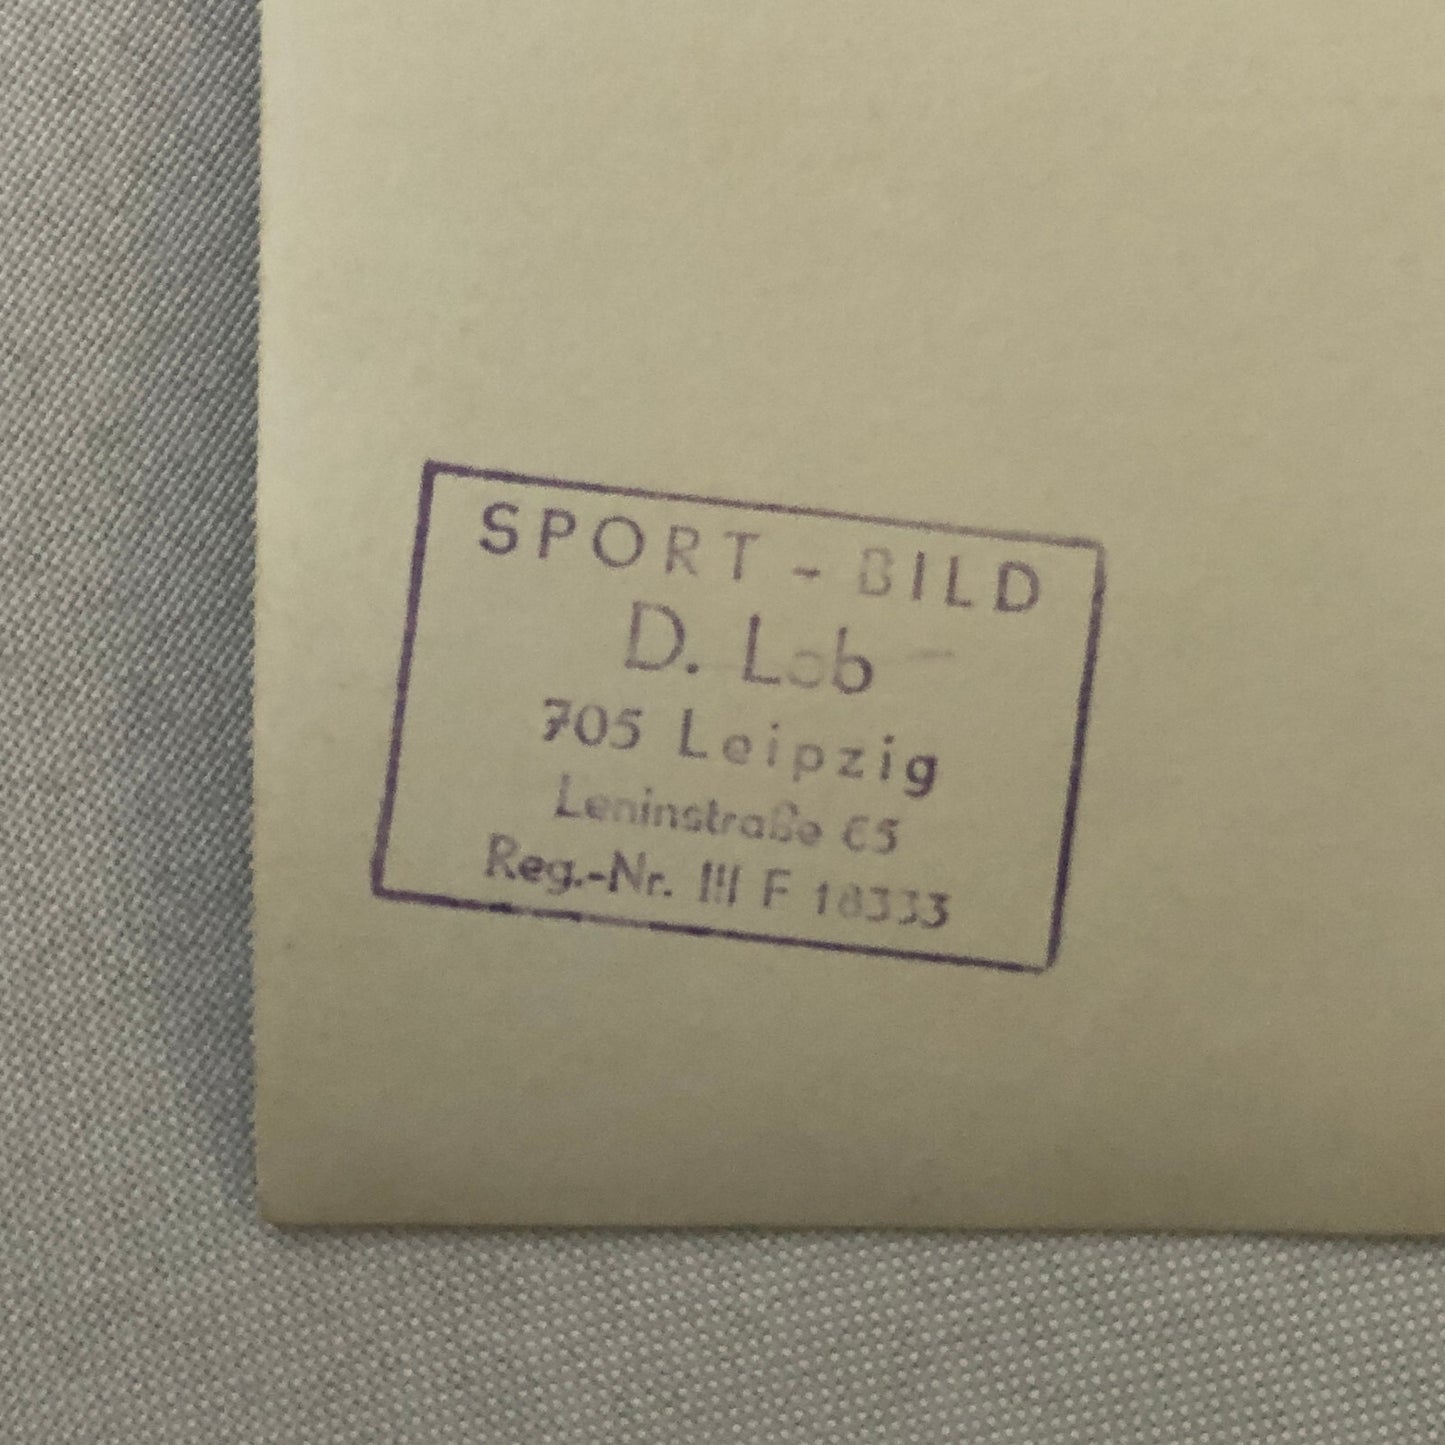 SPORT - BILD
D. Lob
705 Leipzig
Leninstraße 65
Reg.-Nr. III F 18333